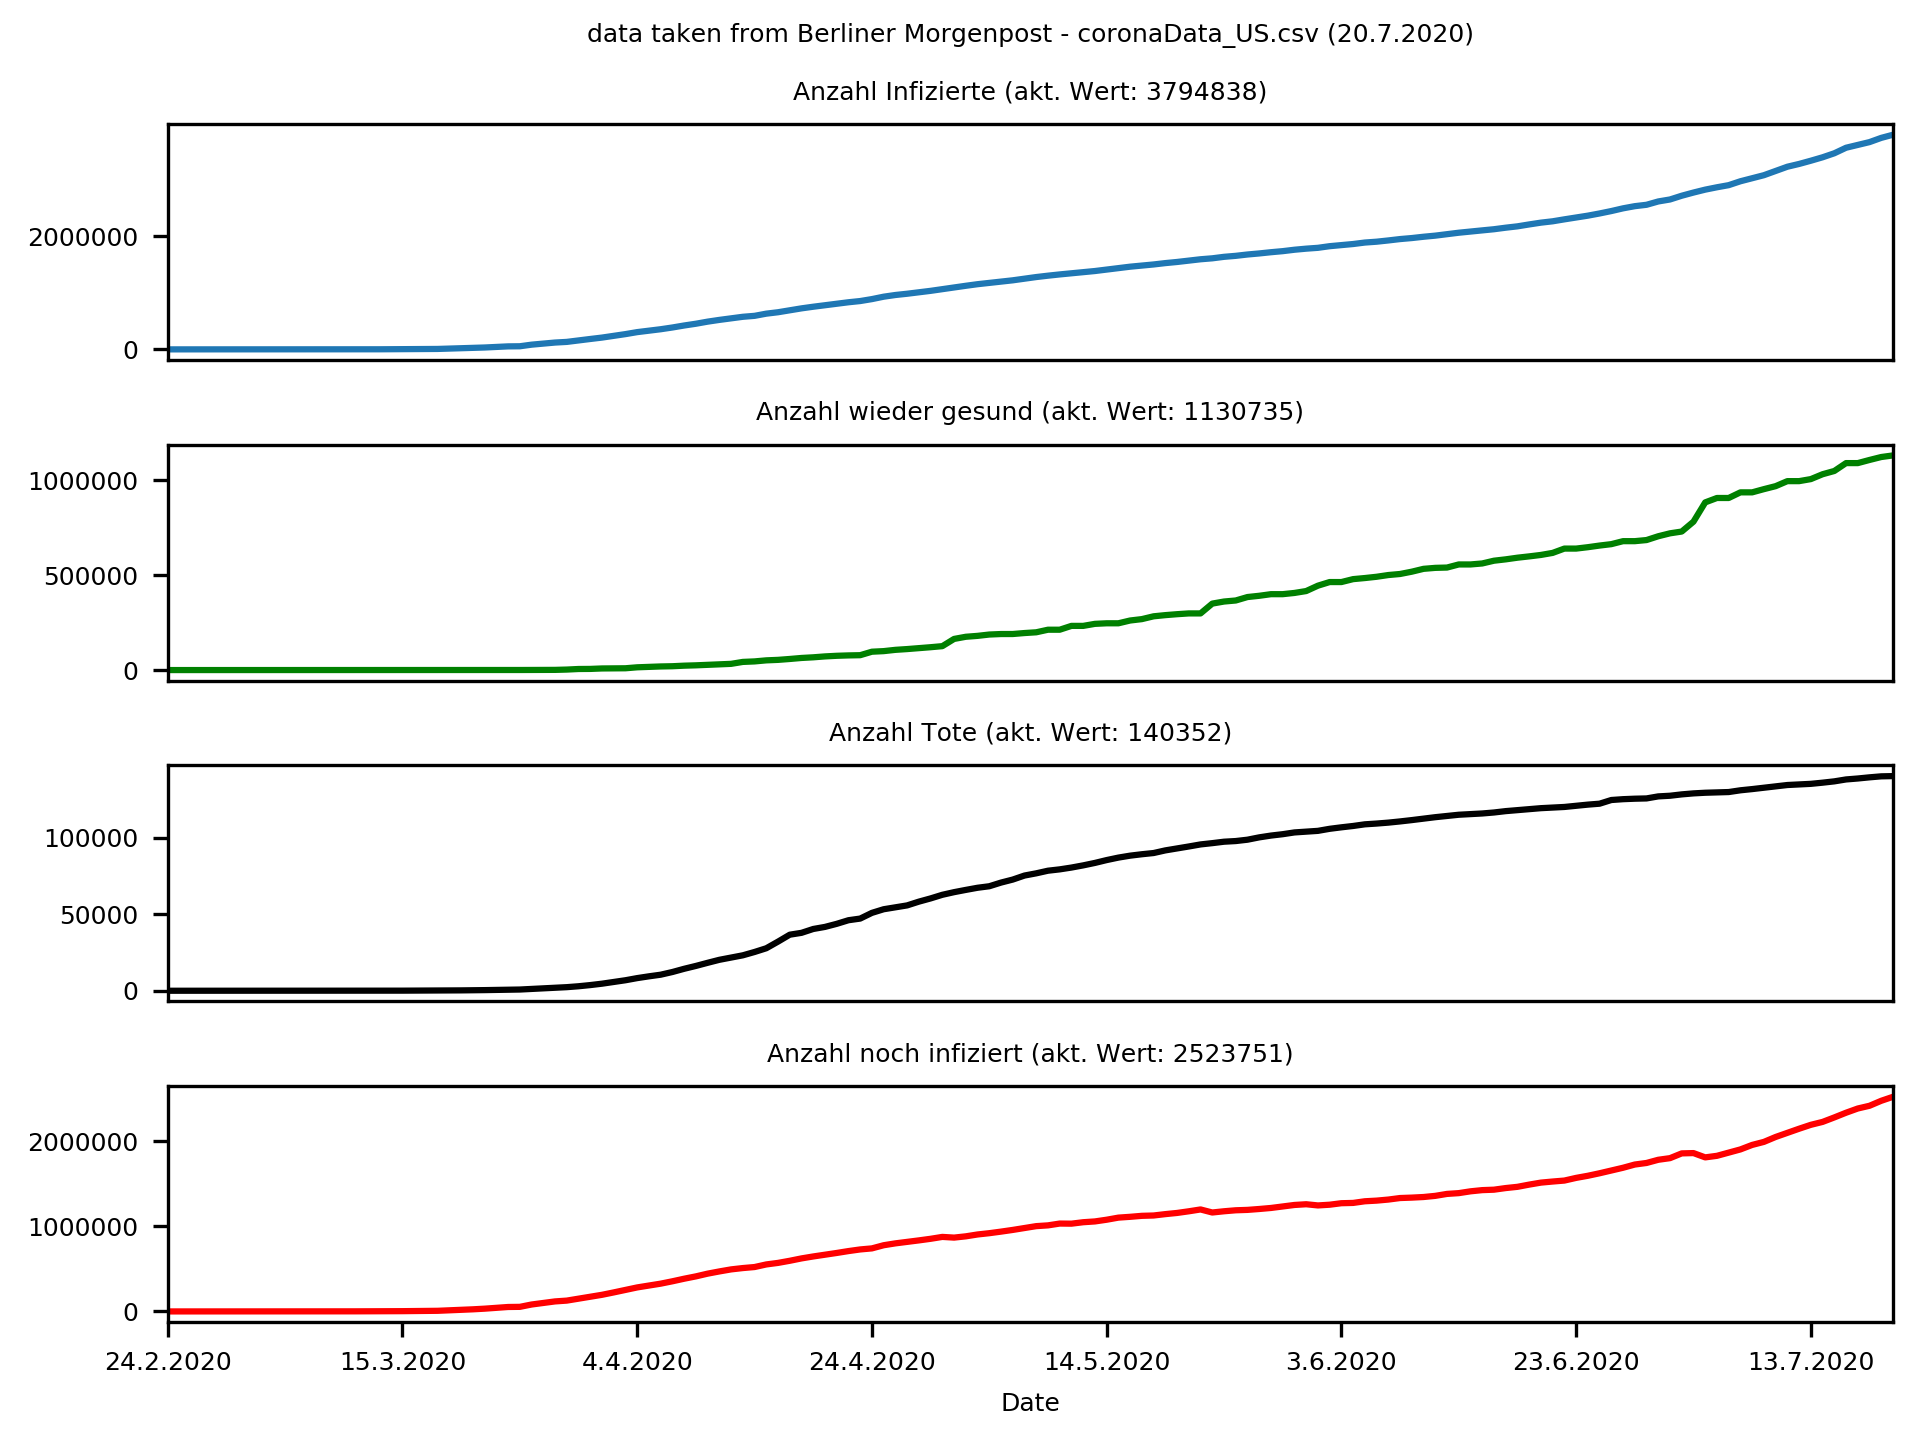 data taken from Berliner Morgenpost - coronaData_US.csv (20.7.2020)
Anzahl Infizierte (akt. Wert: 3794838)
2000000
0
Anzahl wieder gesund (akt. Wert: 1130735)
1000000
500000
0
Anzahl Tote (akt. Wert: 140352)
100000
50000
0
Anzahl noch infiziert (akt. Wert: 2523751)
2000000
1000000
0
24.2.2020 15.3.2020 4.4.2020 24.4.2020 14.5.2020 3.6.2020 23.6.2020 13.7.2020
Date